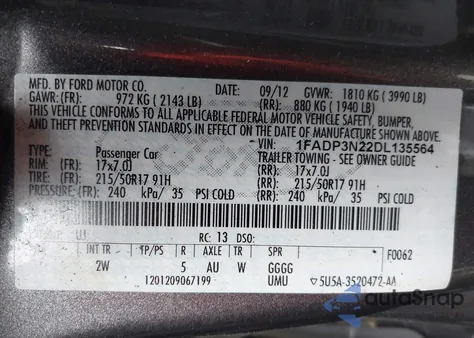 MFD. BY FORD MOTOR CO. DATE: 09/12 GVWR: 1810 KG ( 3990 LB)
GAWR:(FR): 972 KG ( 2143 LB) (RR): 880 KG ( 1940 LB)
THIS VEHICLE CONFORMS TO ALL APPLICABLE FEDERAL MOTOR VEHICLE SAFETY, BUMPER,
AND THEFT PREVENTION STANDARDS IN EFFECT ON THE DATE OF MANUFACTURE SHOWN ABOVE.
VIN: 1FADP3N22DL135564
TYPE: Passenger Car TRAILER TOWING - SEE OWNER GUIDE
RIM: (FR): 17x7.0J (RR): 17x7.0J
TIRE: (FR): 215/50R17 91H (RR): 215/50R17 91H
PRESSURE:(FR): 240 kPa/ 35 PSI COLD (RR): 240 kPa/ 35 PSI COLD
UJ RC: 13 DSO: F0062
INT TR TP/PS R AXLE TR SPR
2W 5 AU W GGGG
1201209067199 UMU 5U5A-3520472-AA
autoSnap